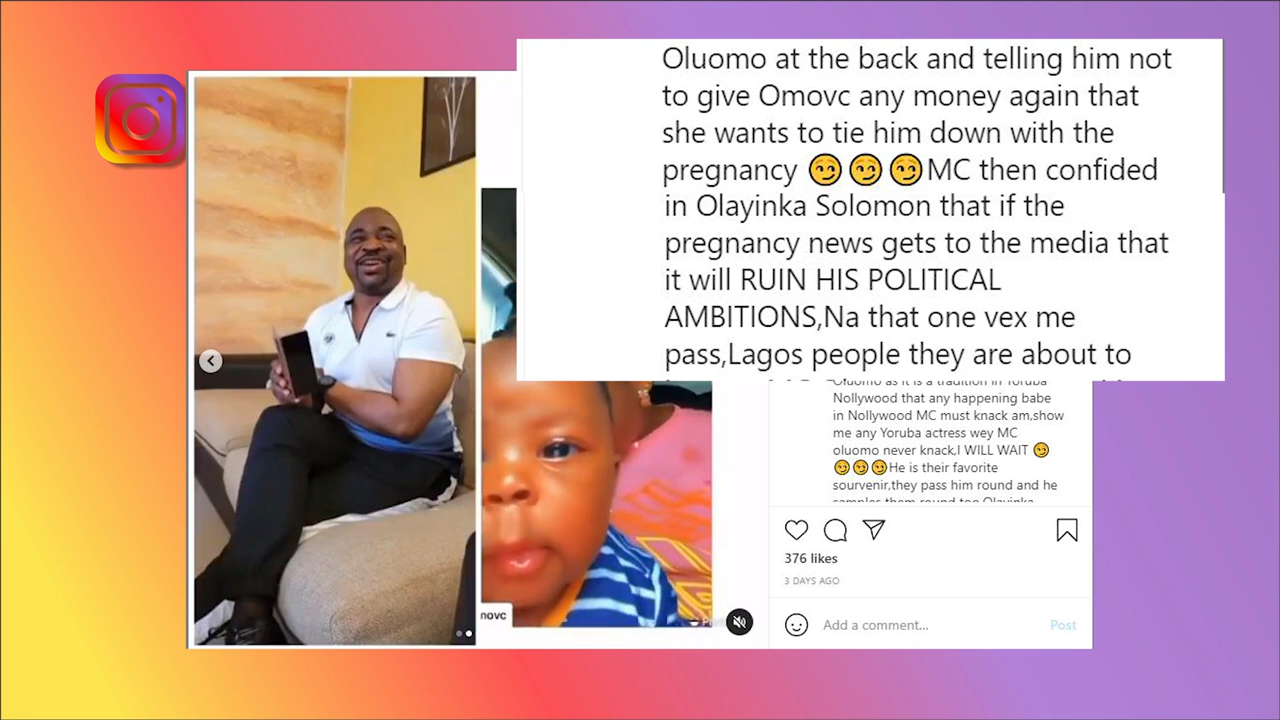 Oluomo at the back and telling him not
to give Omovc any money again that
she wants to tie him down with the
pregnancy 😏😏😏MC then confided
in Olayinka Solomon that if the
pregnancy news gets to the media that
it will RUIN HIS POLITICAL
AMBITIONS,Na that one vex me
pass,Lagos people they are about to
Oluomo as it is a tradition in Yoruba
Nollywood that any happening babe
in Nollywood MC must knack am,show
me any Yoruba actress wey MC
oluomo never knack,I WILL WAIT 😏
😏😏😏He is their favorite
sourvenir,they pass him round and he
samples them round too Olayinka
376 likes
3 DAYS AGO
Add a comment...
Post